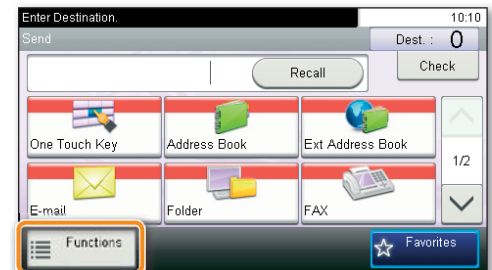 Enter Destination. 10:10
Send Dest. : 0
Recall Check
One Touch Key Address Book Ext Address Book
1/2
E-mail Folder FAX
Functions Favorites